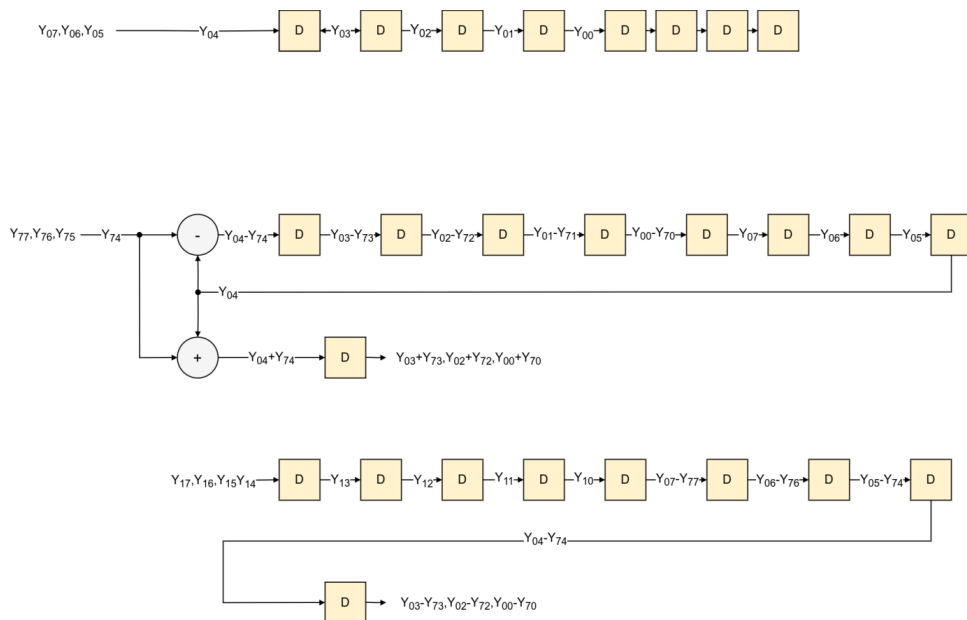 Y07,Y06,Y05 Y04 D Y03 D Y02 D Y01 D Y00 D D D D
Y77,Y76,Y75 Y74 - Y04-Y74 D Y03-Y73 D Y02-Y72 D Y01-Y71 D Y00-Y70 D Y07 D Y06 D Y05 D
Y04
+ Y04+Y74 D Y03+Y73,Y02+Y72,Y00+Y70
Y17,Y16,Y15Y14 D Y13 D Y12 D Y11 D Y10 D Y07-Y77 D Y06-Y76 D Y05-Y74 D
Y04-Y74
D Y03-Y73,Y02-Y72,Y00-Y70